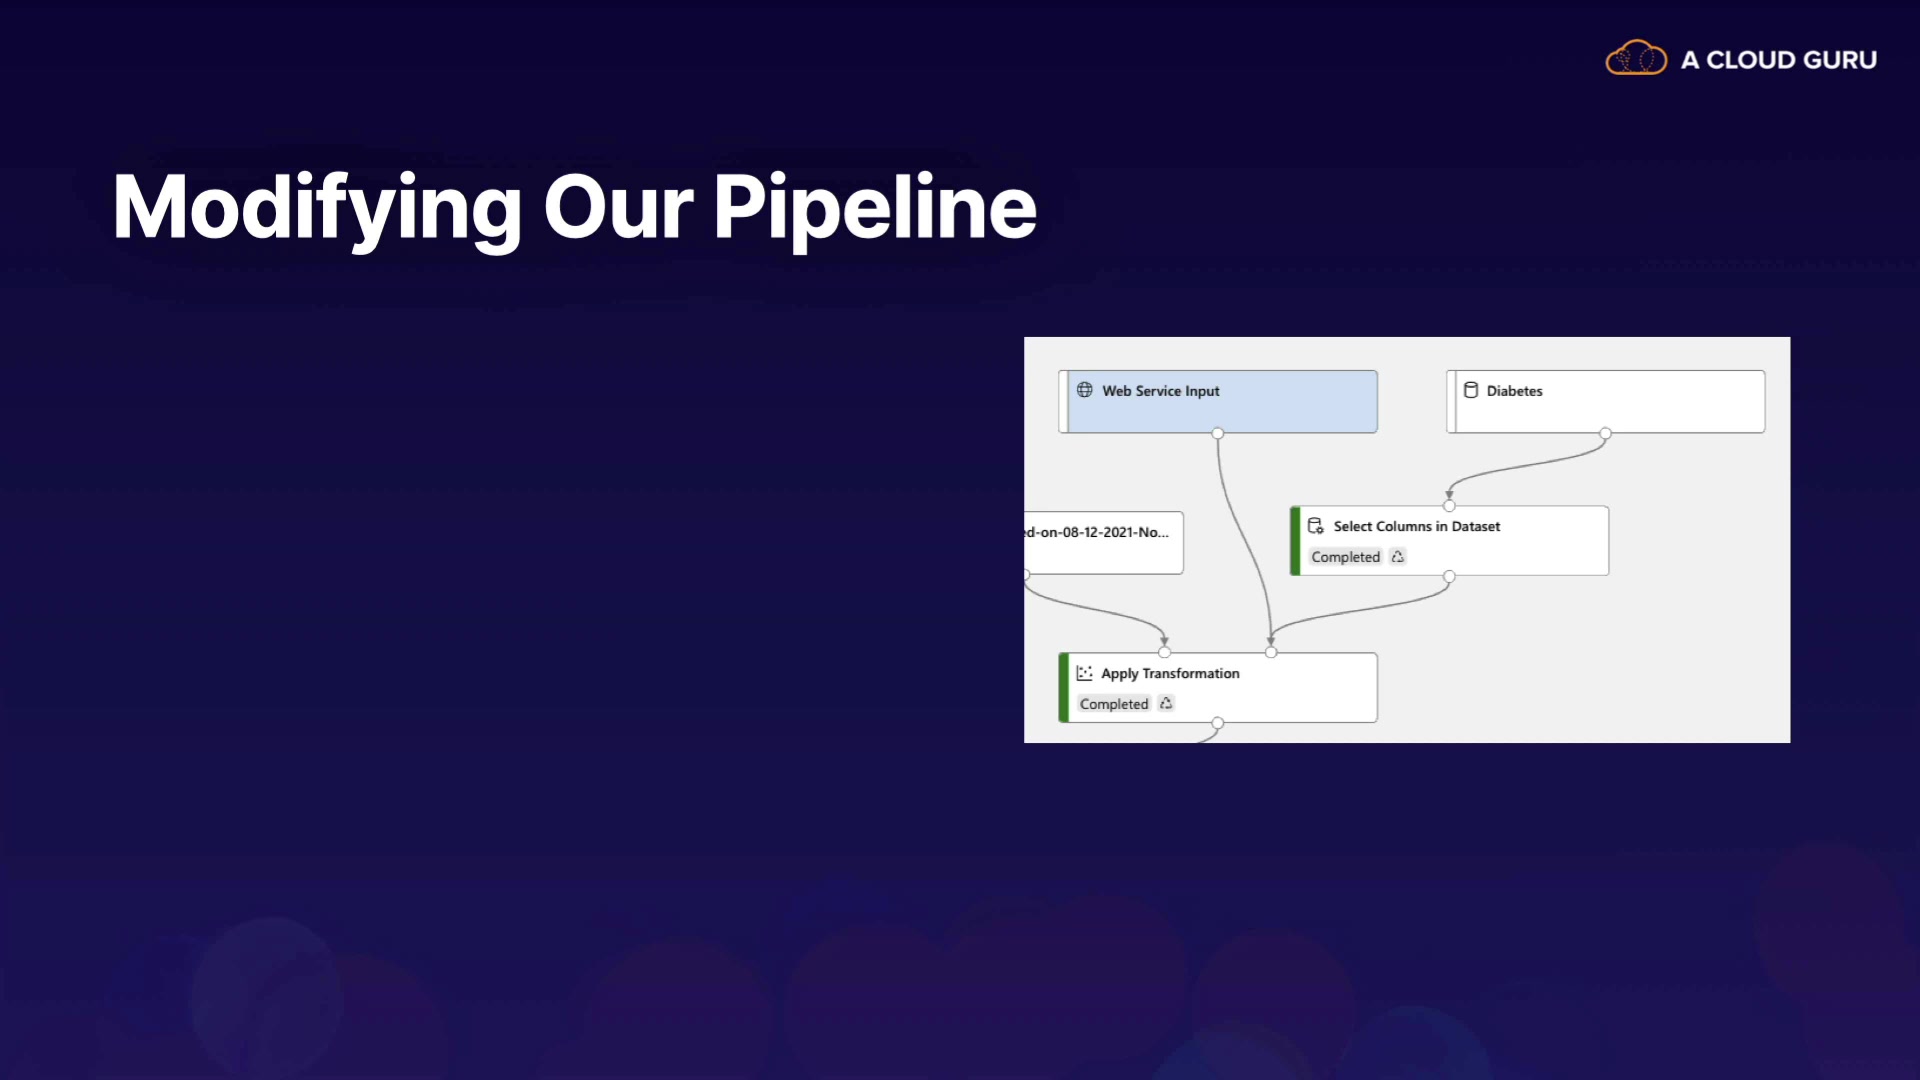 A CLOUD GURU
Modifying Our Pipeline
Web Service Input
Diabetes
ed-on-08-12-2021-No...
Select Columns in Dataset
Completed
Apply Transformation
Completed